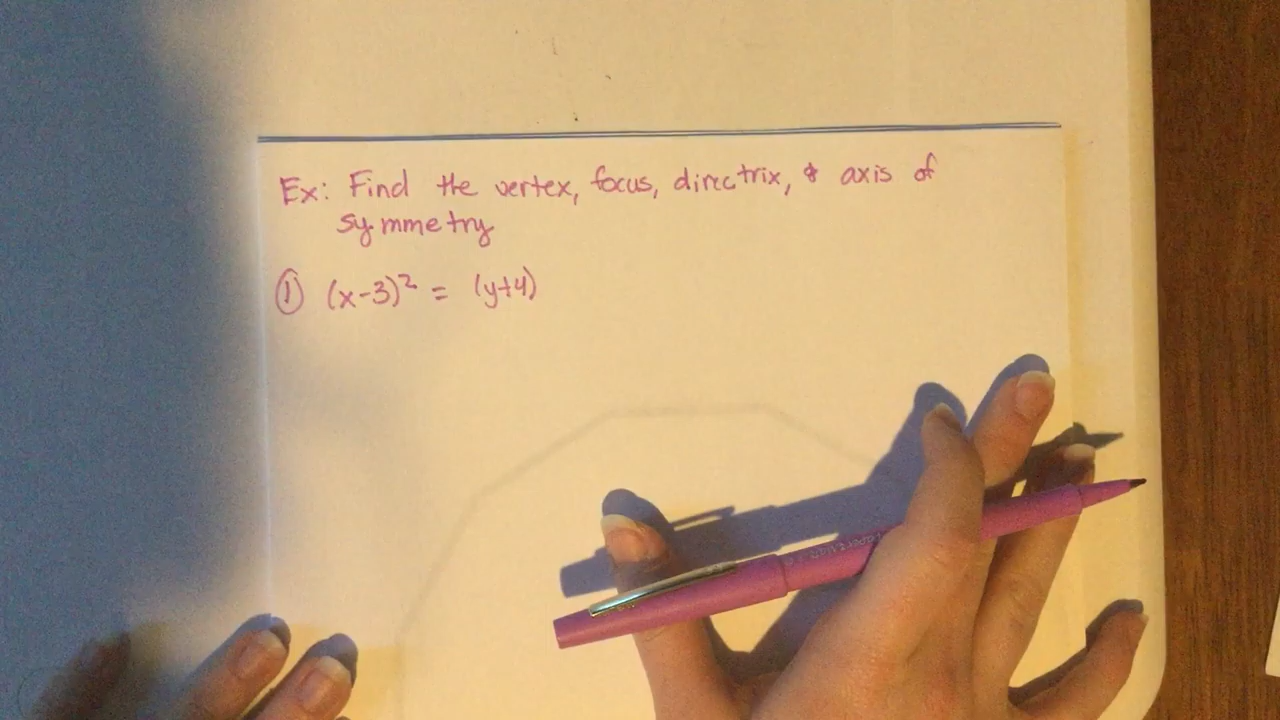 Ex: Find the vertex, focus, directrix, & axis of
symmetry
① (x-3)² = (y+4)